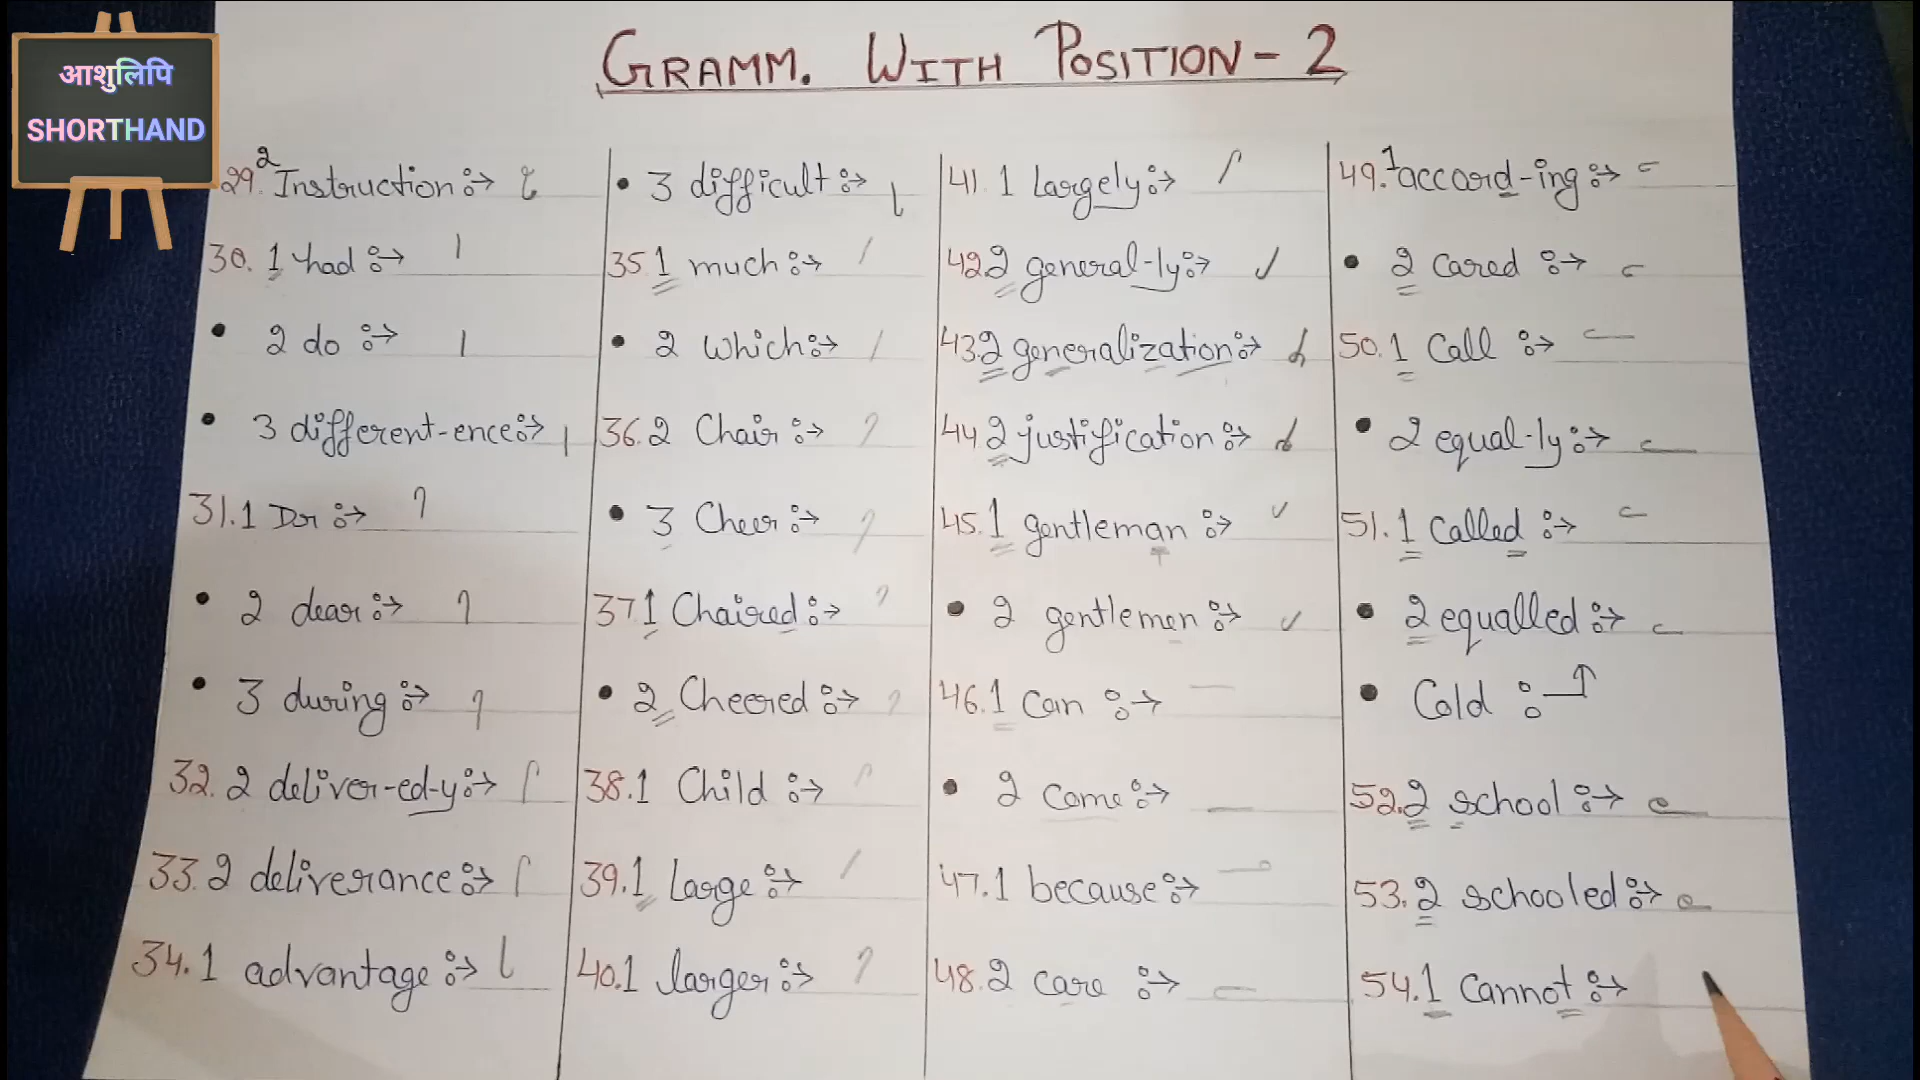 आशुलिपि
SHORTHAND
GRAMM. WITH POSITION - 2
29. 2 Instruction
30. 1 had
• 2 do
• 3 different-ence
31. 1 Dr
• 2 dear
• 3 during
32. 2 deliver-ed-y
33. 2 deliverance
34. 1 advantage
• 3 difficult
35 1 much
• 2 which
36. 2 Chair
• 3 Cheer
37 1 Chaired
• 2 Cheered
38. 1 Child
39. 1 large
40. 1 larger
41. 1 largely
42 2 general-ly
43. 2 generalization
44 2 justification
45. 1 gentleman
• 2 gentlemen
46. 1 Can
• 2 come
47. 1 because
48. 2 care
49. 1 accord-ing
• 2 cared
50. 1 Call
• 2 equal-ly
51. 1 Called
• 2 equalled
• Cold
52. 2 school
53. 2 schooled
54. 1 Cannot